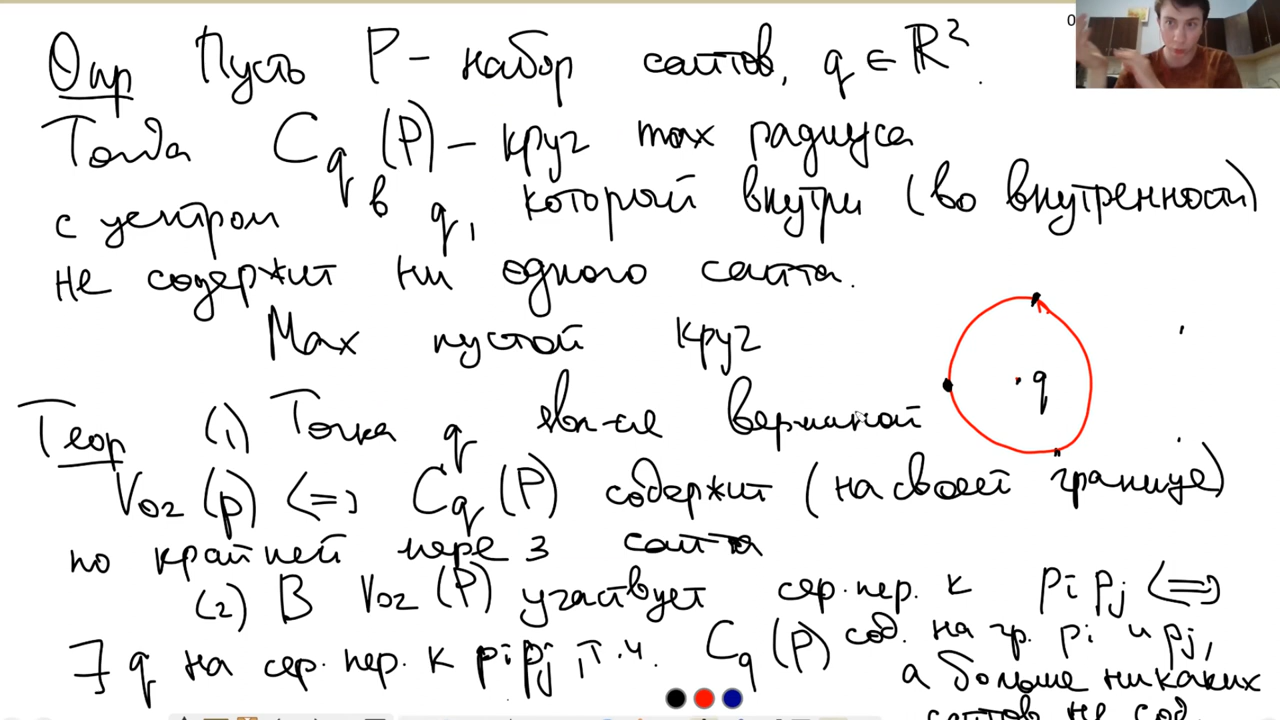 Опр Пусть P – набор сайтов, q ∈ ℝ².
Тогда C_q (P) – круг max радиуса
с центром в q, который внутри (во внутренности)
не содержит ни одного сайта.
Max пустой круг
q
Теор (1) Точка q явл-ся вершиной
Vor (p) <=> C_q (P) содержит (на своей границе)
по крайней мере 3 сайта
(2) В Vor (P) участвует сер. пер. к pi pj <=>
∃ q на сер. пер. к pi pj, т.ч. C_q (P) сод. на гр. pi и pj,
а больше никаких
сайтов не сод.